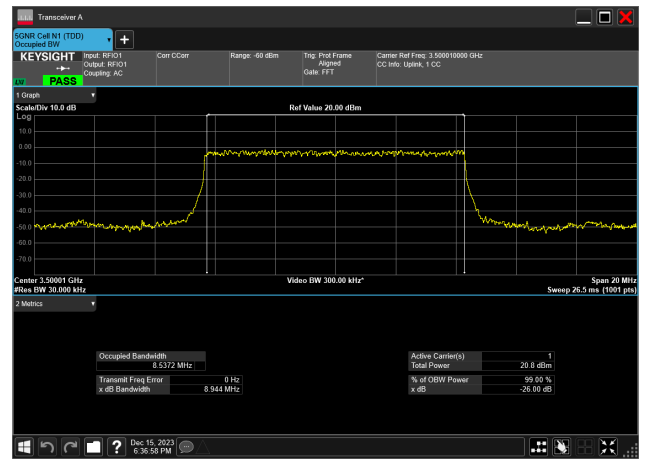 Transceiver A
5GNR Cell N1 (TDD)
Occupied BW
KEYSIGHT
LW PASS
Input: RFIO1
Output: RFIO1
Coupling: AC
Corr CCorr
Range: -60 dBm
Trig: Prot Frame
Aligned
Gate: FFT
Carrier Ref Freq: 3.500010000 GHz
CC Info: Uplink, 1 CC
1 Graph
Scale/Div 10.0 dB
Ref Value 20.00 dBm
Log
10.0
0.00
-10.0
-20.0
-30.0
-40.0
-50.0
-60.0
-70.0
Center 3.50001 GHz
Video BW 300.00 kHz*
Span 20 MHz
#Res BW 30.000 kHz
Sweep 26.5 ms (1001 pts)
2 Metrics
Occupied Bandwidth
8.5372 MHz
Transmit Freq Error 0 Hz
x dB Bandwidth 8.944 MHz
Active Carrier(s) 1
Total Power 20.8 dBm
% of OBW Power 99.00 %
x dB -26.00 dB
Dec 15, 2023
6:36:58 PM